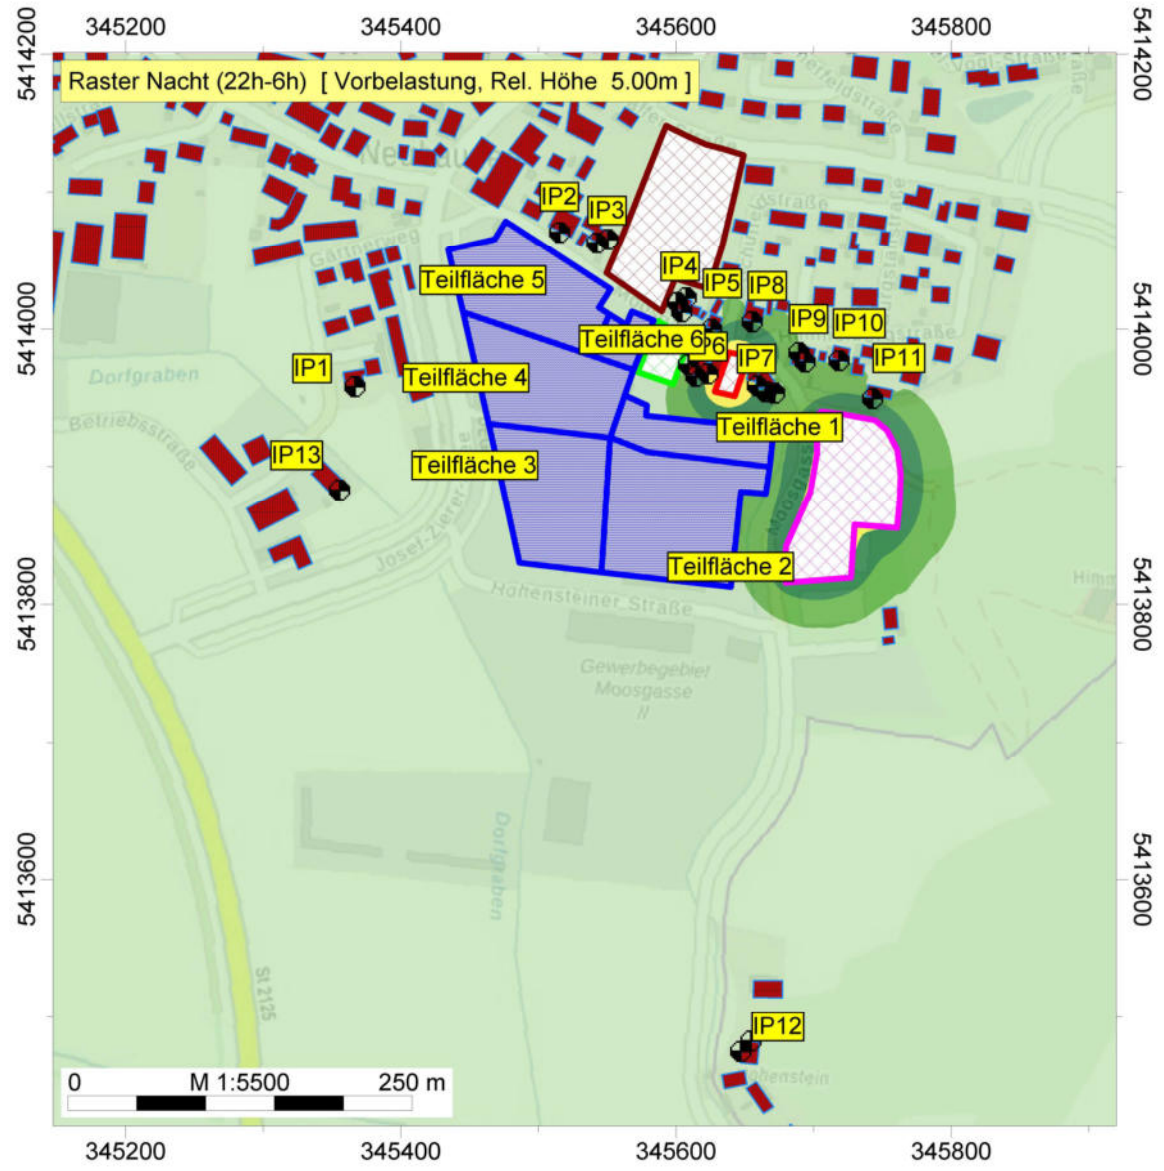 345200 345400 345600 345800
5414200
5414200
Raster Nacht (22h-6h) [ Vorbelastung, Rel. Höhe 5.00m ]
IP2
IP3
Gärtnerweg
IP4
Teilfläche 5
IP5
IP8
5414000
5414000
IP9
IP10
Teilfläche 6
IP7
IP11
IP1
Dorfgraben
Teilfläche 4
Betriebsstraße
Teilfläche 1
IP13
Teilfläche 3
Moosgasse
Teilfläche 2
5413800
5413800
Gewerbegebiet
Moosgasse
II
Dorfgraben
5413600
5413600
St 2125
IP12
0 M 1:5500 250 m
345200 345400 345600 345800